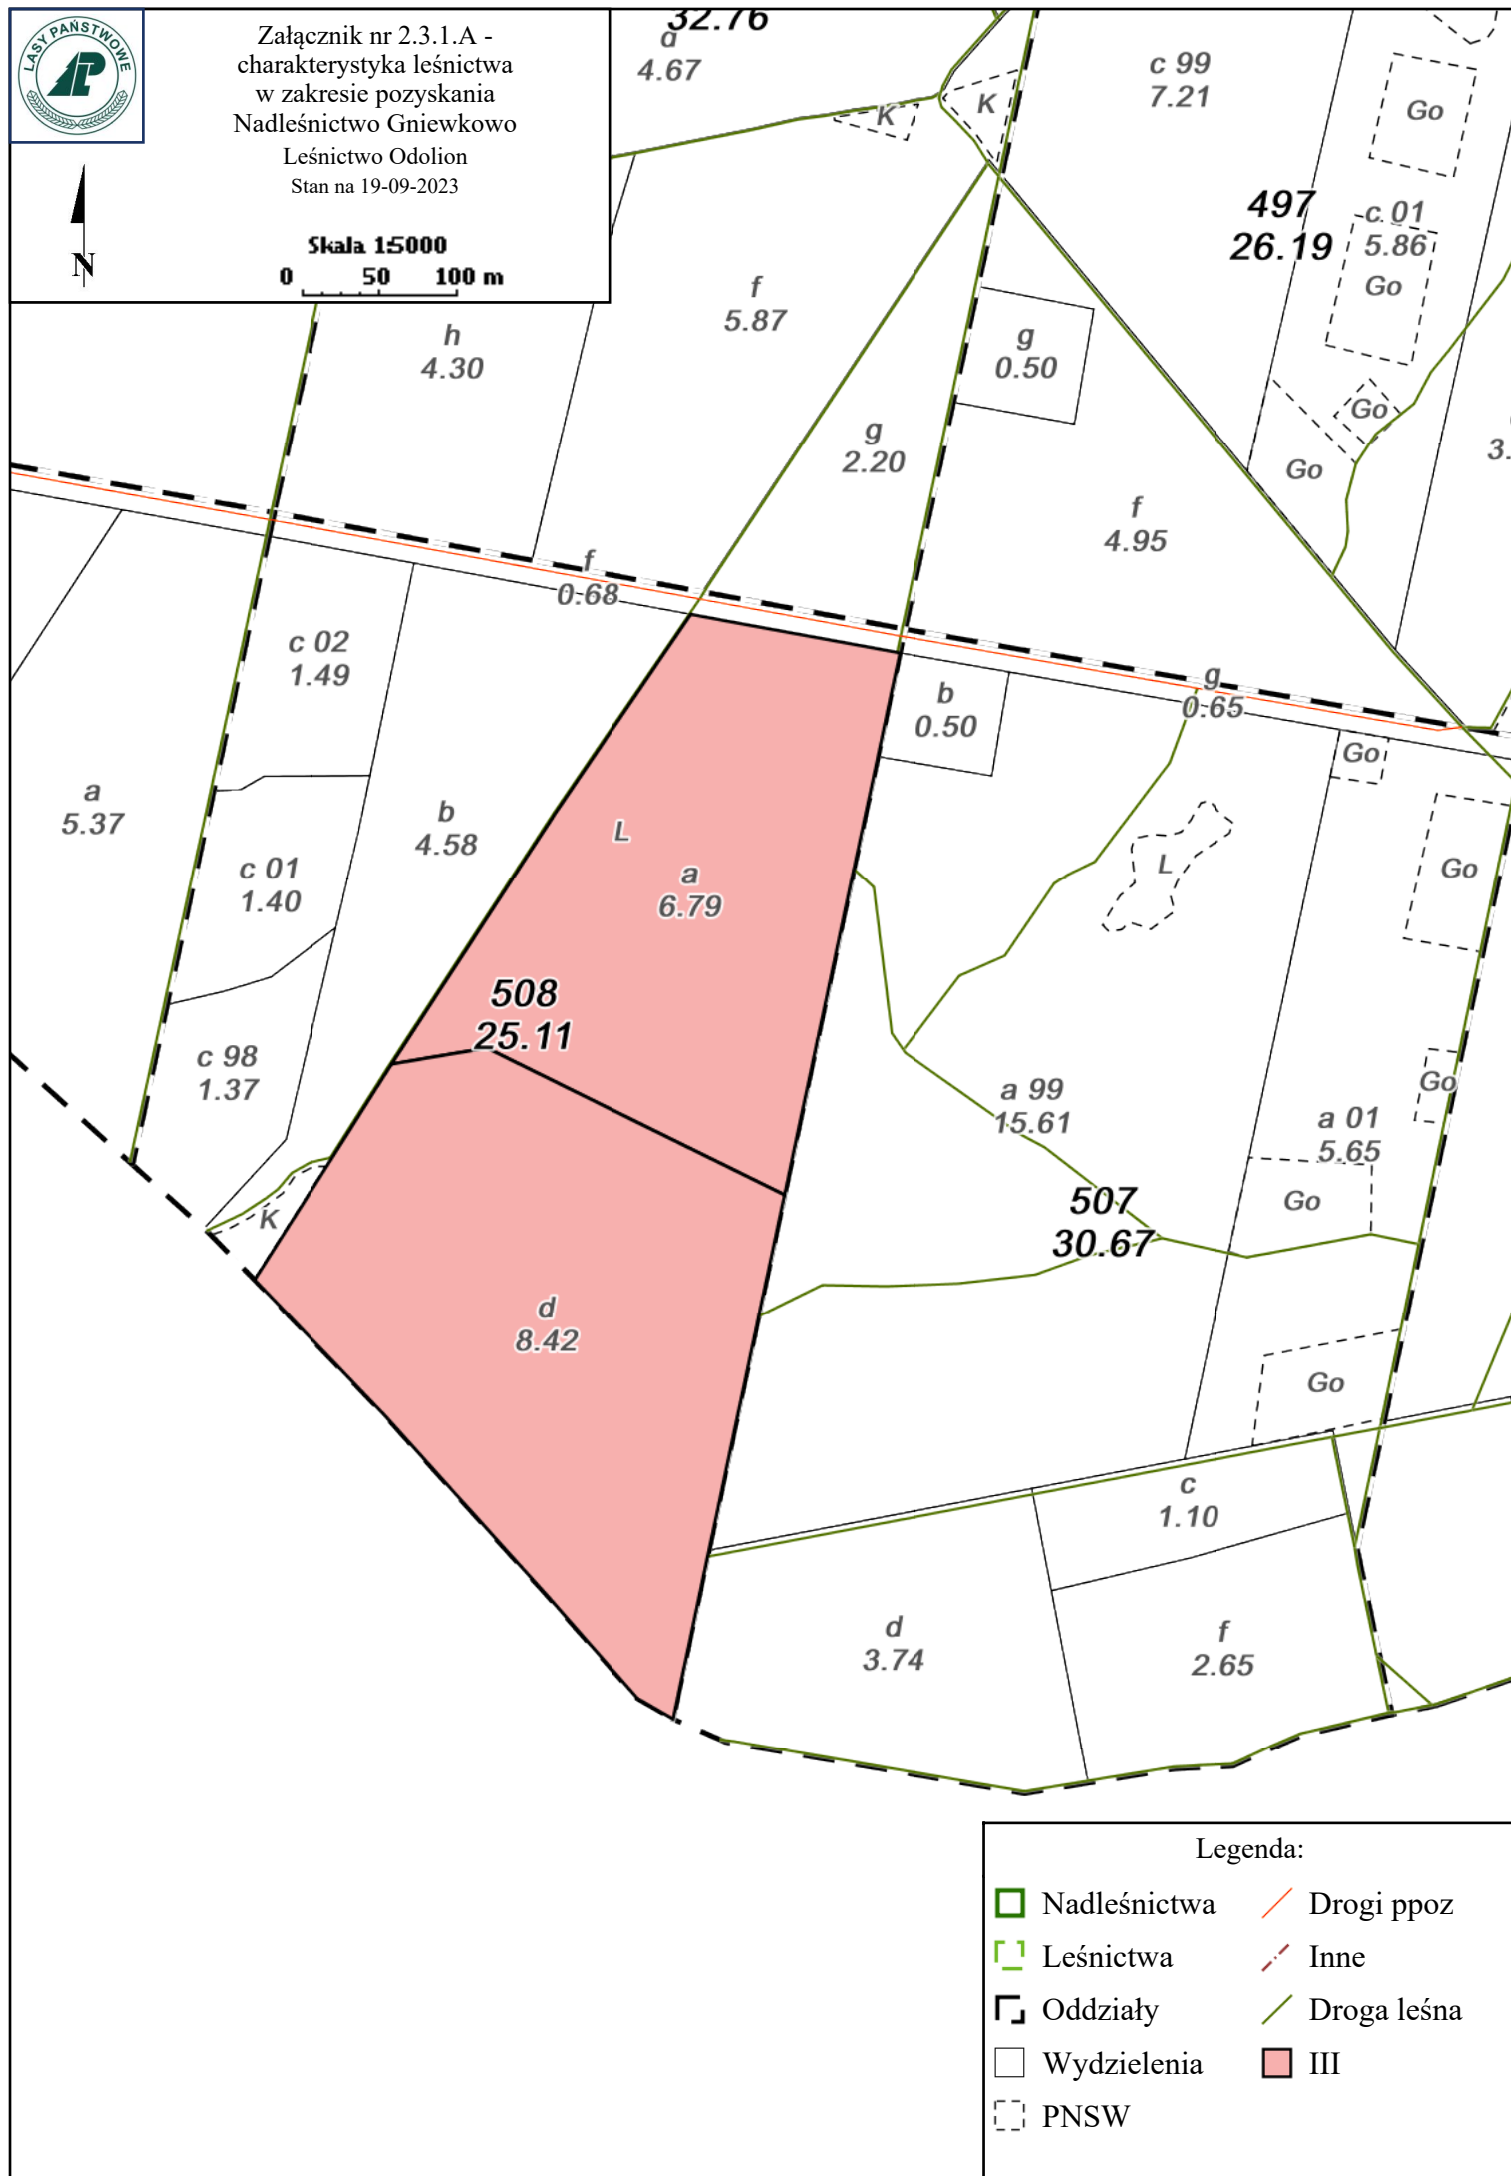 LASY PAŃSTWOWE
Załącznik nr 2.3.1.A -
charakterystyka leśnictwa
w zakresie pozyskania
Nadleśnictwo Gniewkowo
Leśnictwo Odolion
Stan na 19-09-2023
N
Skala 1:5000
0 50 100 m
32.76
4.67
K
K
c 99
7.21
Go
497
26.19
c 01
5.86
Go
f
5.87
h
4.30
g
0.50
Go
g
2.20
Go
3.
f
4.95
f
0.68
c 02
1.49
g
0.65
b
0.50
Go
a
5.37
b
4.58
L
a
6.79
L
Go
c 01
1.40
508
25.11
c 98
1.37
a 99
15.61
Go
a 01
5.65
507
30.67
Go
K
d
8.42
Go
c
1.10
d
3.74
f
2.65
Legenda:
Nadleśnictwa
Drogi ppoz
Leśnictwa
Inne
Oddziały
Droga leśna
Wydzielenia
III
PNSW